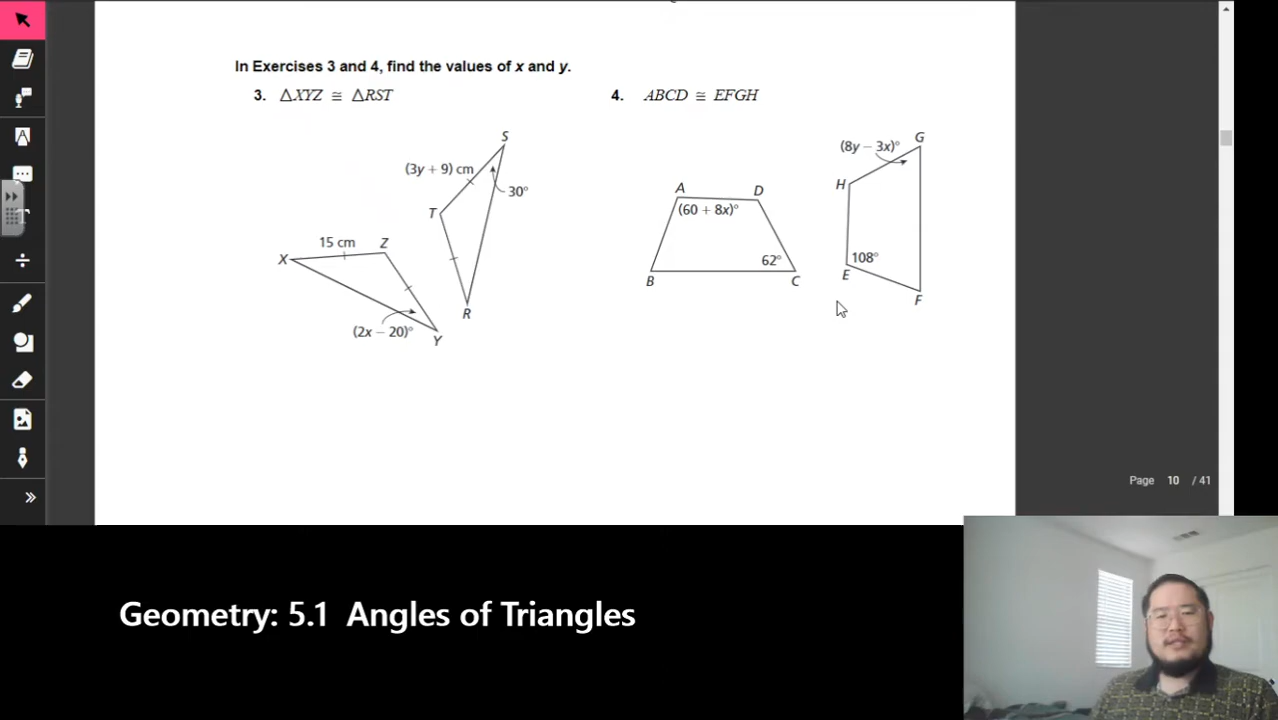 In Exercises 3 and 4, find the values of x and y.
3. △XYZ ≅ △RST
4. ABCD ≅ EFGH
S
(3y + 9) cm
30°
T
15 cm
Z
X
R
(2x − 20)°
Y
G
(8y − 3x)°
H
A
D
(60 + 8x)°
62°
108°
B
C
E
F
Page 10 / 41
Geometry: 5.1 Angles of Triangles